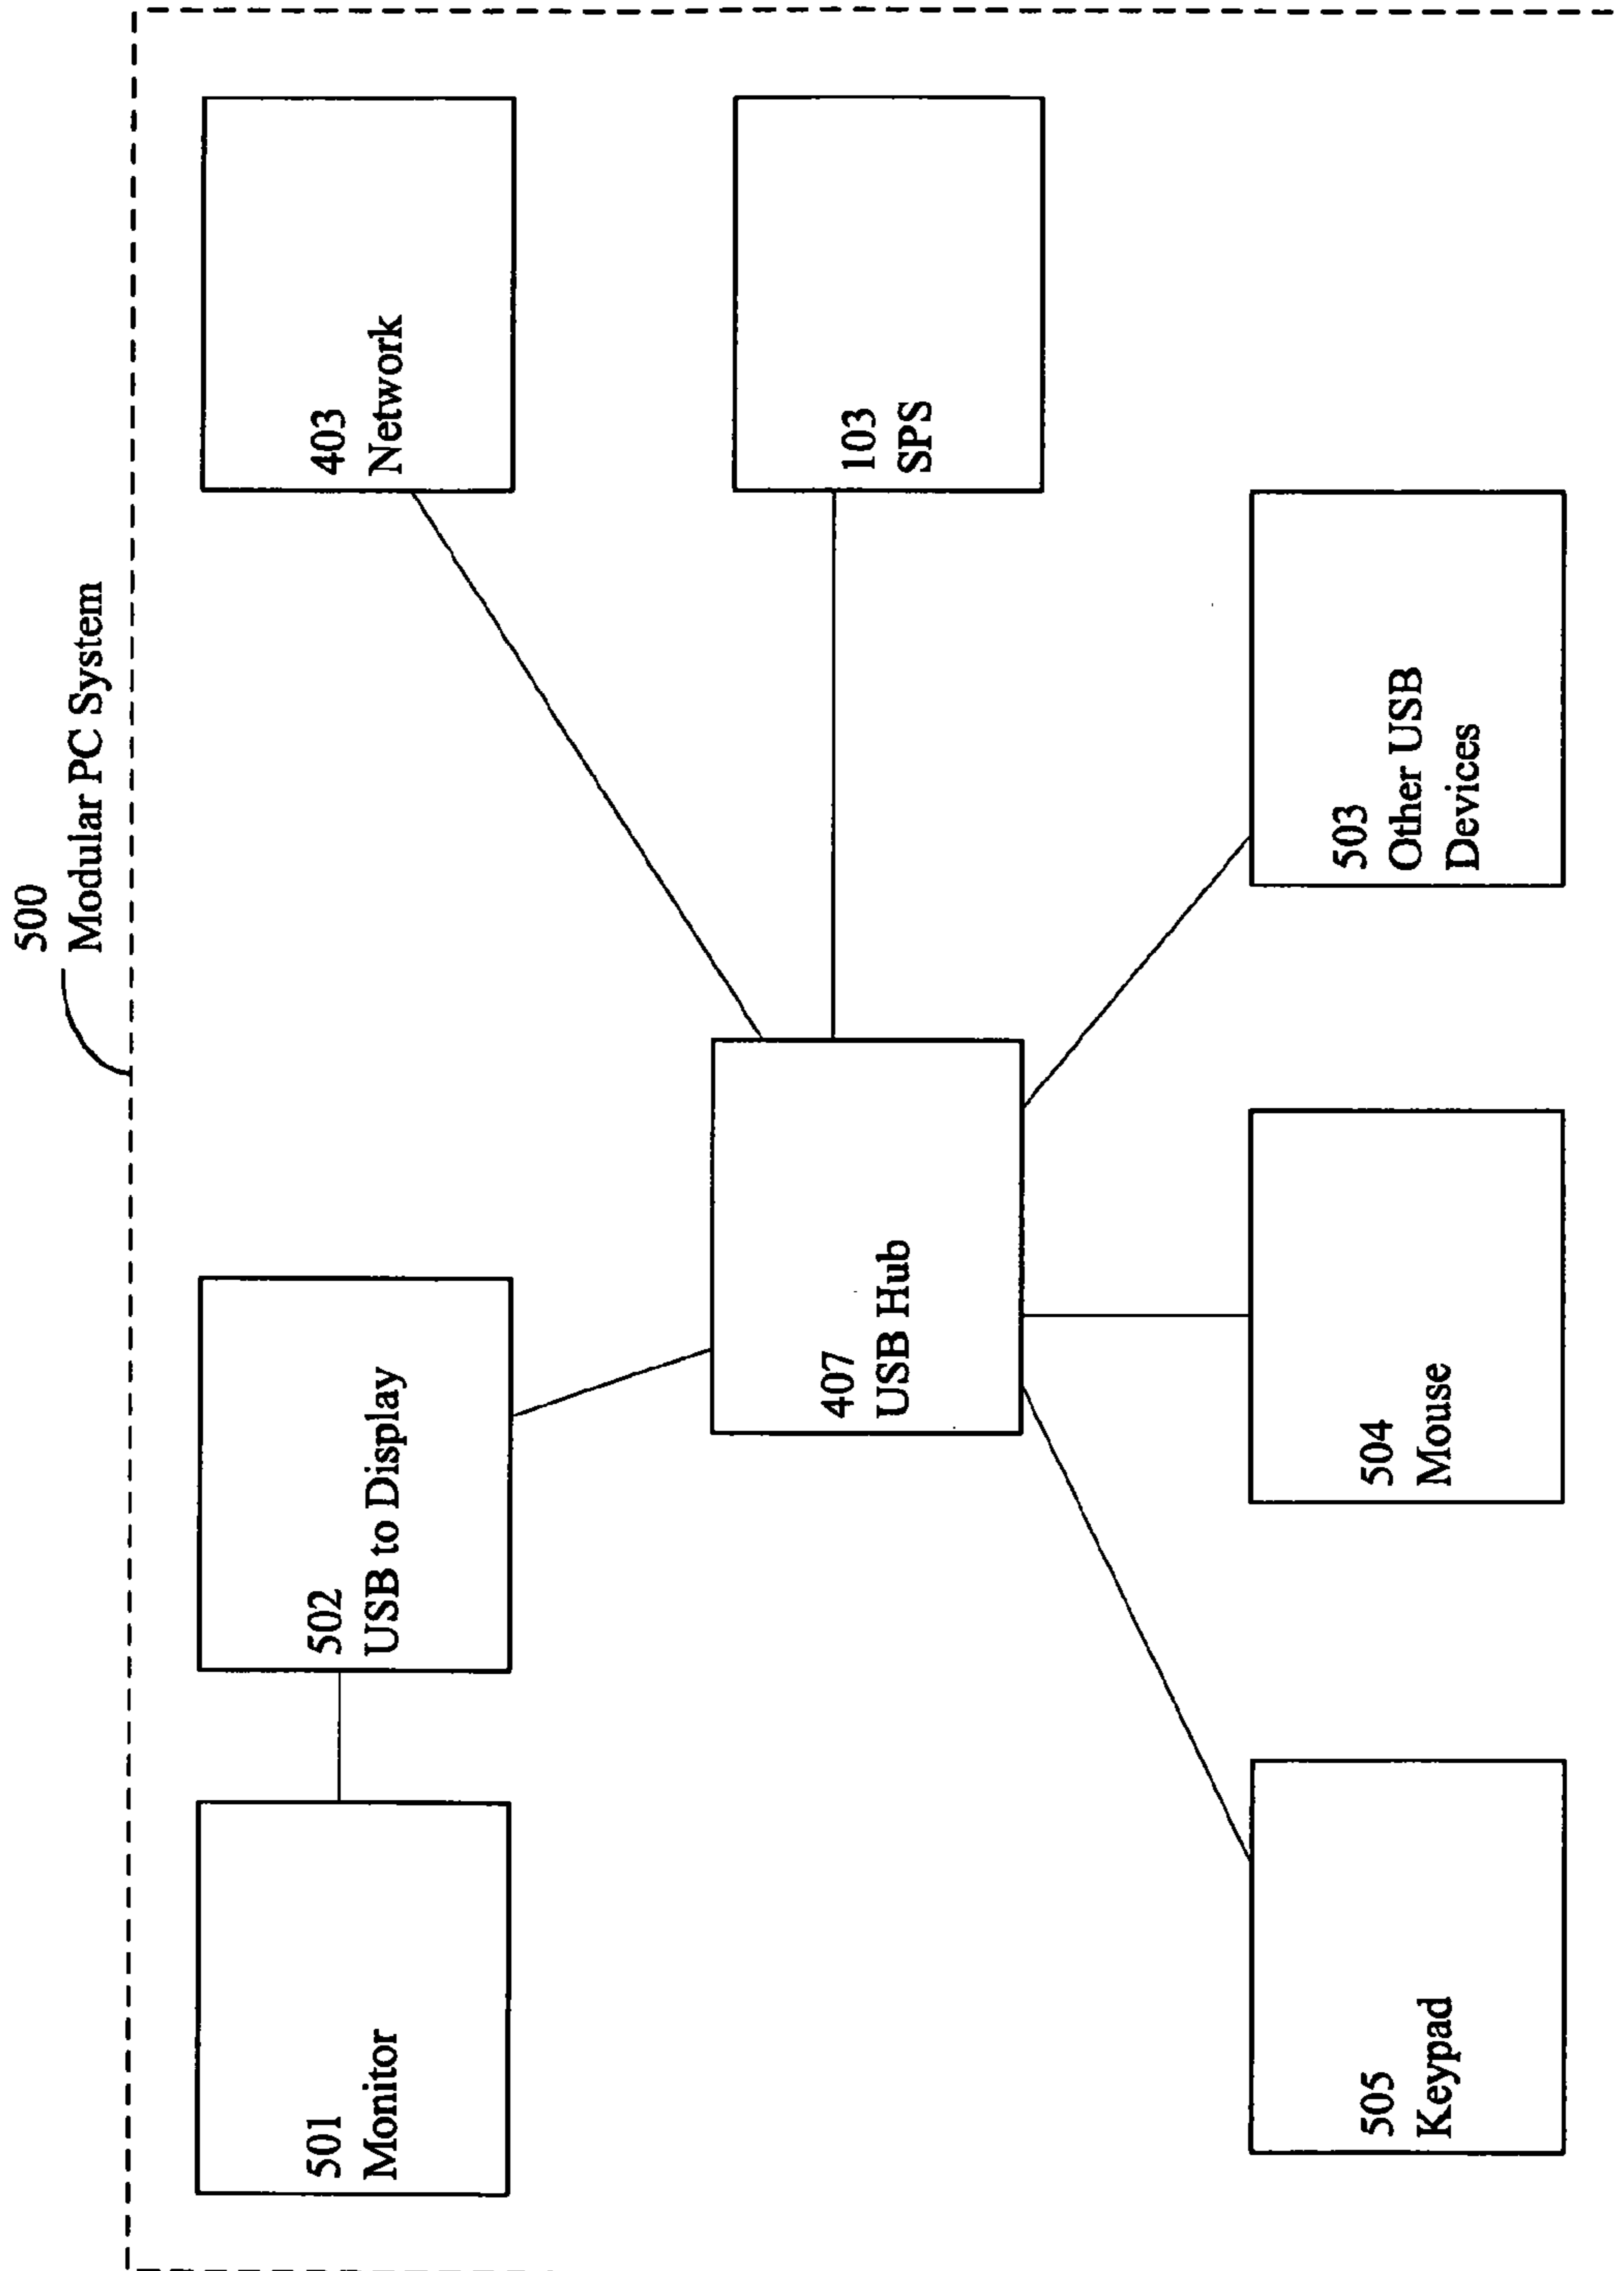 500
Modular PC System
501
Monitor
502
USB to Display
403
Network
407
USB Hub
103
SPS
505
Keypad
504
Mouse
503
Other USB
Devices